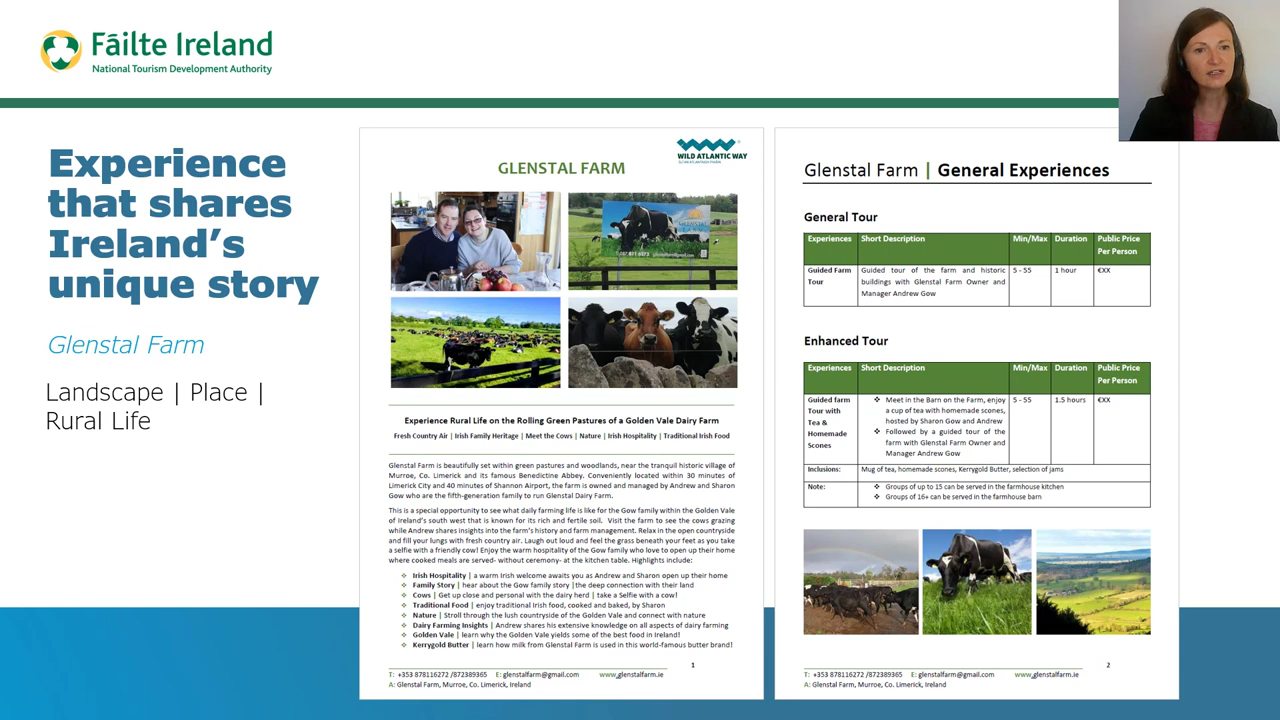 Fáilte Ireland
National Tourism Development Authority
Experience
that shares
Ireland's
unique story
Glenstal Farm
Landscape | Place |
Rural Life
WILD ATLANTIC WAY
GLENSTAL FARM
Experience Rural Life on the Rolling Green Pastures of a Golden Vale Dairy Farm
Fresh Country Air | Irish Family Heritage | Meet the Cows | Nature | Irish Hospitality | Traditional Irish Food
Glenstal Farm is beautifully set within green pastures and woodlands, near the tranquil historic village of
Murroe, Co. Limerick and its famous Benedictine Abbey. Conveniently located within 30 minutes of
Limerick City and 40 minutes of Shannon Airport, the farm is owned and managed by Andrew and Sharon
Gow who are the fifth-generation family to run Glenstal Dairy Farm.
This is a special opportunity to see what daily farming life is like for the Gow family within the Golden Vale
of Ireland's south west that is known for its rich and fertile soil. Visit the farm to see the cows grazing
while Andrew shares insights into the farm's history and farm management. Relax in the open countryside
and fill your lungs with fresh country air. Laugh out loud and feel the grass beneath your feet as you take
a selfie with a friendly cow! Enjoy the warm hospitality of the Gow family who love to open up their home
where cooked meals are served- without ceremony- at the kitchen table. Highlights include:
❖ Irish Hospitality | a warm Irish welcome awaits you as Andrew and Sharon open up their home
❖ Family Story | hear about the Gow family story |the deep connection with their land
❖ Cows | Get up close and personal with the dairy herd | take a Selfie with a cow!
❖ Traditional Food | enjoy traditional Irish food, cooked and baked, by Sharon
❖ Nature | Stroll through the lush countryside of the Golden Vale and connect with nature
❖ Dairy Farming Insights | Andrew shares his extensive knowledge on all aspects of dairy farming
❖ Golden Vale | learn why the Golden Vale yields some of the best food in Ireland!
❖ Kerrygold Butter | learn how milk from Glenstal Farm is used in this world-famous butter brand!
1
T: +353 878116272 /872389365 E: glenstalfarm@gmail.com www.glenstalfarm.ie
A: Glenstal Farm, Murroe, Co. Limerick, Ireland
Glenstal Farm | General Experiences
General Tour
Experiences Short Description Min/Max Duration Public Price
Per Person
Guided Farm Guided tour of the farm and historic 5 - 55 1 hour €XX
Tour buildings with Glenstal Farm Owner and
Manager Andrew Gow
Enhanced Tour
Experiences Short Description Min/Max Duration Public Price
Per Person
Guided farm ❖ Meet in the Barn on the Farm, enjoy 5 - 55 1.5 hours €XX
Tour with a cup of tea with homemade scones,
Tea & hosted by Sharon Gow and Andrew
Homemade ❖ Followed by a guided tour of the
Scones farm with Glenstal Farm Owner and
Manager Andrew Gow
Inclusions: Mug of tea, homemade scones, Kerrygold Butter, selection of jams
Note: ❖ Groups of up to 15 can be served in the farmhouse kitchen
❖ Groups of 16+ can be served in the farmhouse barn
2
T: +353 878116272 /872389365 E: glenstalfarm@gmail.com www.glenstalfarm.ie
A: Glenstal Farm, Murroe, Co. Limerick, Ireland